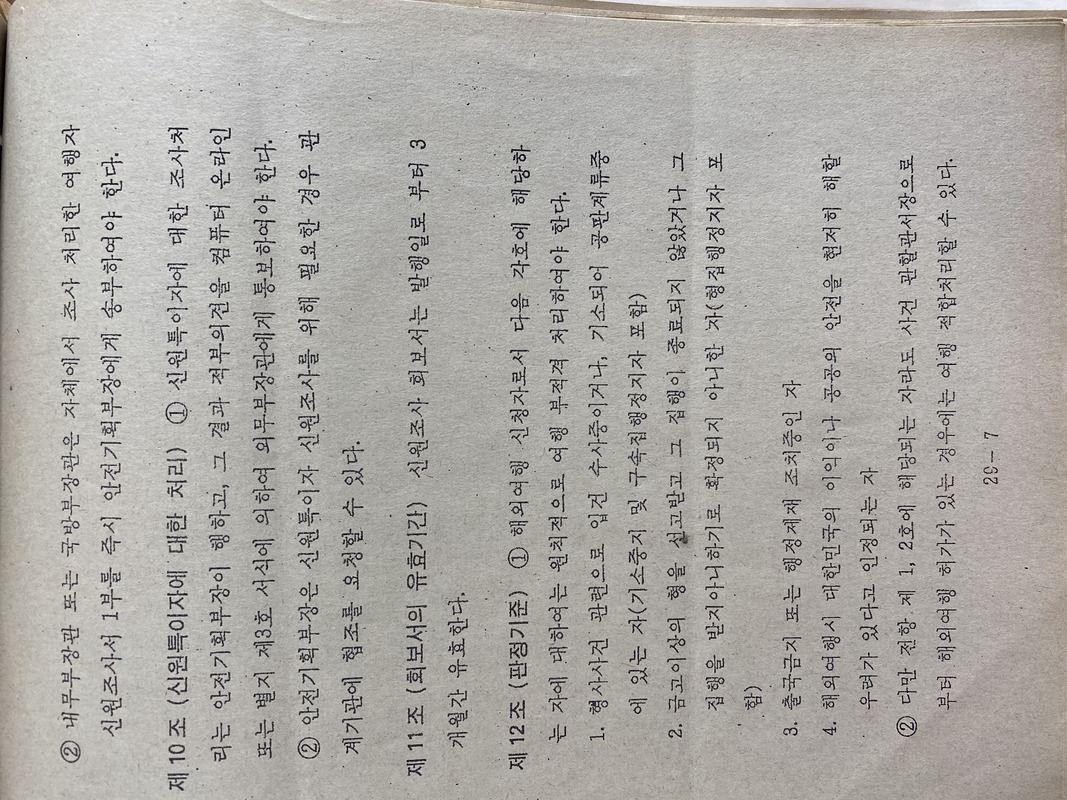 ② 내무부장관 또는 국방부장관은 자체에서 조사 처리한 여행자
신원조사서 1부를 즉시 안전기획부장에게 송부하여야 한다.
제 10 조 (신원특이자에 대한 처리) ① 신원특이자에 대한 조사처
리는 안전기획부장이 행하고, 그 결과 적부의견을 컴퓨터 온라인
또는 별지 제3호 서식에 의하여 외무부장관에게 통보하여야 한다.
② 안전기획부장은 신원특이자 신원조사를 위해 필요한 경우 관
계기관에 협조를 요청할 수 있다.
제 11 조 (회보서의 유효기간) 신원조사 회보서는 발행일로 부터 3
개월간 유효한다.
제 12 조 (판정기준) ① 해외여행 신청자로서 다음 각호에 해당하
는 자에 대하여는 원칙적으로 여행 부적격 처리하여야 한다.
1. 형사사건 관련으로 입건 수사중이거나, 기소되어 공판계류중
에 있는 자(기소중지 및 구속집행정지자 포함)
2. 금고이상의 형을 선고받고 그 집행이 종료되지 않았거나 그
집행을 받지아니하기로 확정되지 아니한 자(형집행정지자 포
함)
3. 출국금지 또는 행정제재 조치중인 자
4. 해외여행시 대한민국의 이익이나 공공의 안전을 현저히 해할
우려가 있다고 인정되는 자
② 다만 전항 제 1, 2호에 해당되는 자라도 사건 관할관서장으로
부터 해외여행 허가가 있는 경우에는 여행 적합처리할 수 있다.
29-7